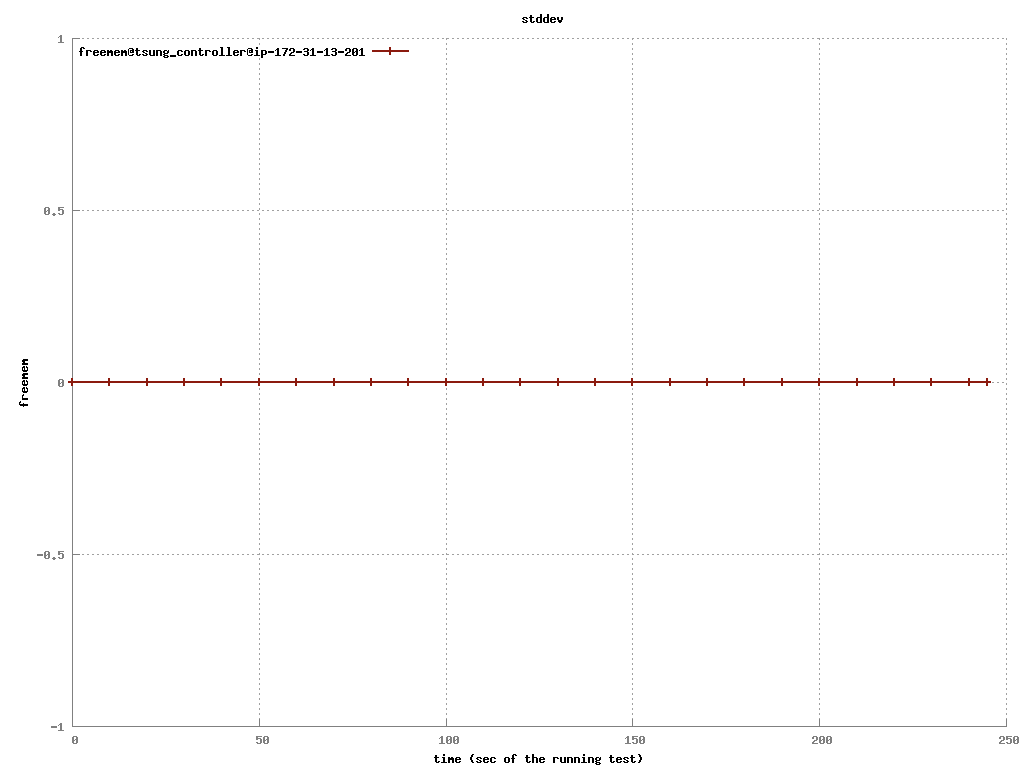 stddev
freemem@tsung_controller@ip-172-31-13-201
1
0.5
0
-0.5
-1
freemem
0 50 100 150 200 250
time (sec of the running test)